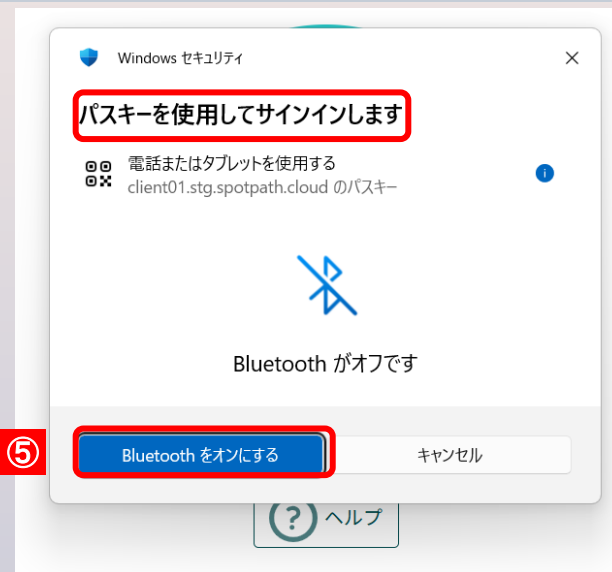 Windows セキュリティ
パスキーを使用してサインインします
電話またはタブレットを使用する
client01.stg.spotpath.cloud のパスキー
Bluetooth がオフです
⑤
Bluetooth をオンにする
キャンセル
ヘルプ